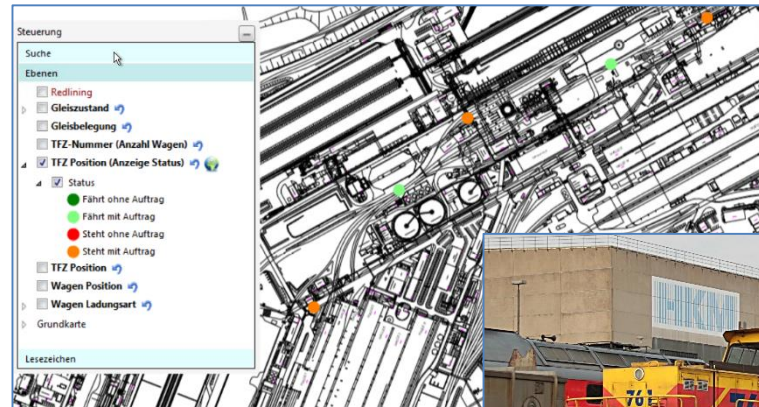 Steuerung
Suche
Ebenen
Redlining
Gleiszustand
Gleisbelegung
TFZ-Nummer (Anzahl Wagen)
TFZ Position (Anzeige Status)
Status
Fährt ohne Auftrag
Fährt mit Auftrag
Steht ohne Auftrag
Steht mit Auftrag
TFZ Position
Wagen Position
Wagen Ladungsart
Grundkarte
Lesezeichen
HKM
761